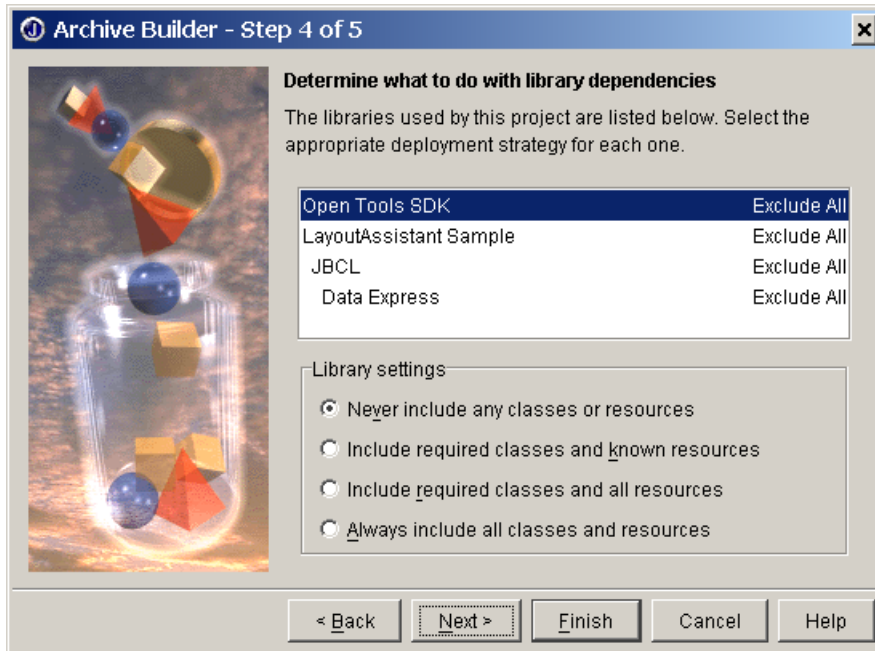 Archive Builder - Step 4 of 5
Determine what to do with library dependencies
The libraries used by this project are listed below. Select the
appropriate deployment strategy for each one.
Open Tools SDK Exclude All
LayoutAssistant Sample Exclude All
JBCL Exclude All
Data Express Exclude All
Library settings
Never include any classes or resources
Include required classes and known resources
Include required classes and all resources
Always include all classes and resources
< Back Next > Finish Cancel Help